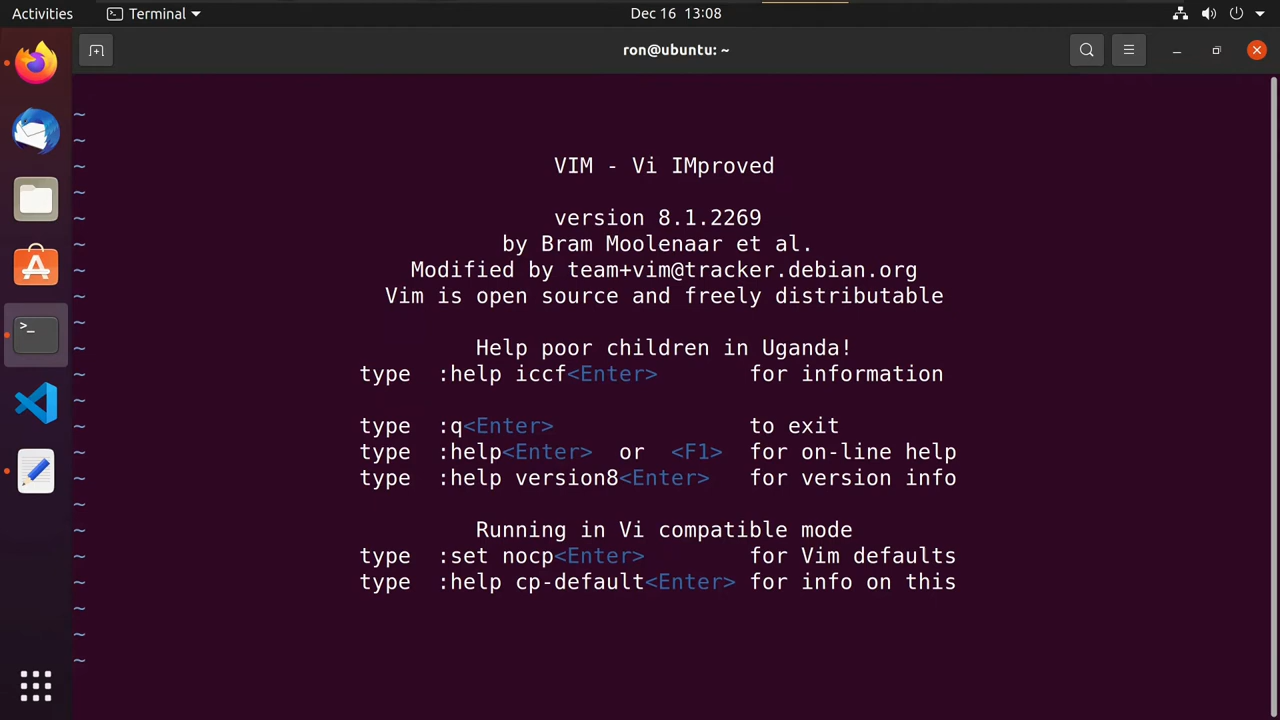 Activities Terminal Dec 16 13:08
ron@ubuntu: ~
~
~
~ VIM - Vi IMproved
~
~ version 8.1.2269
~ by Bram Moolenaar et al.
~ Modified by team+vim@tracker.debian.org
~ Vim is open source and freely distributable
~
~ Help poor children in Uganda!
~ type :help iccf<Enter> for information
~
~ type :q<Enter> to exit
~ type :help<Enter> or <F1> for on-line help
~ type :help version8<Enter> for version info
~
~ Running in Vi compatible mode
~ type :set nocp<Enter> for Vim defaults
~ type :help cp-default<Enter> for info on this
~
~
~